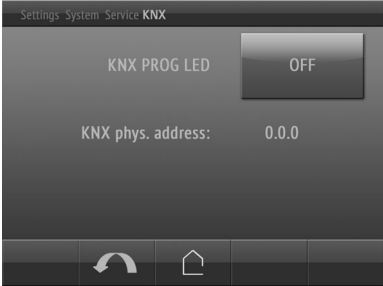 Settings System Service KNX
KNX PROG LED OFF
KNX phys. address: 0.0.0